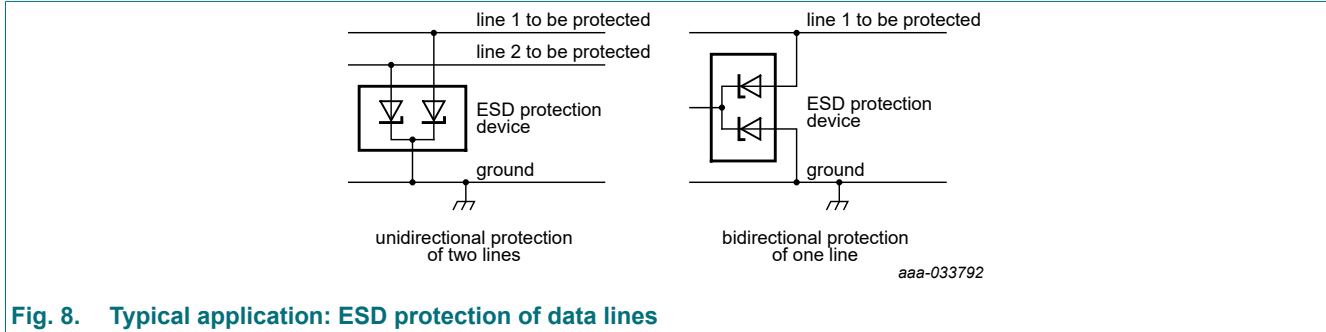 line 1 to be protected
line 2 to be protected
ESD protection
device
ground
unidirectional protection
of two lines
line 1 to be protected
ESD protection
device
ground
bidirectional protection
of one line
aaa-033792
Fig. 8. Typical application: ESD protection of data lines